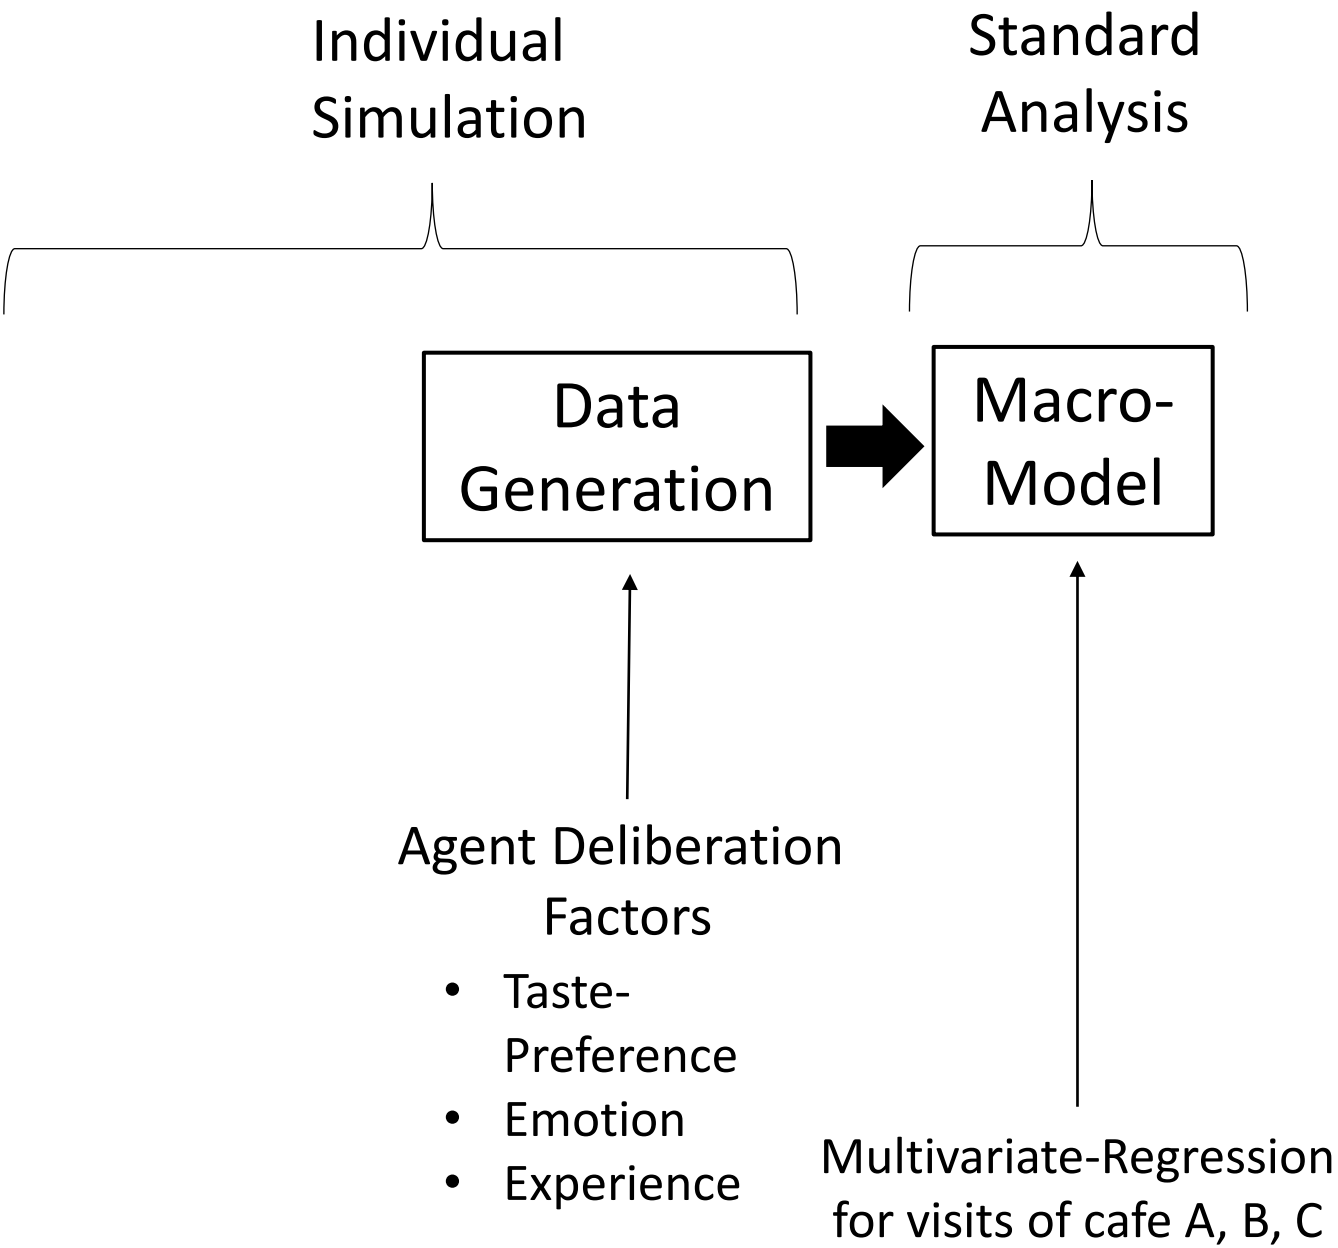 Individual
Simulation
Standard
Analysis
Data
Generation
Macro-
Model
Agent Deliberation
Factors
• Taste-
Preference
• Emotion
• Experience
Multivariate-Regression
for visits of cafe A, B, C